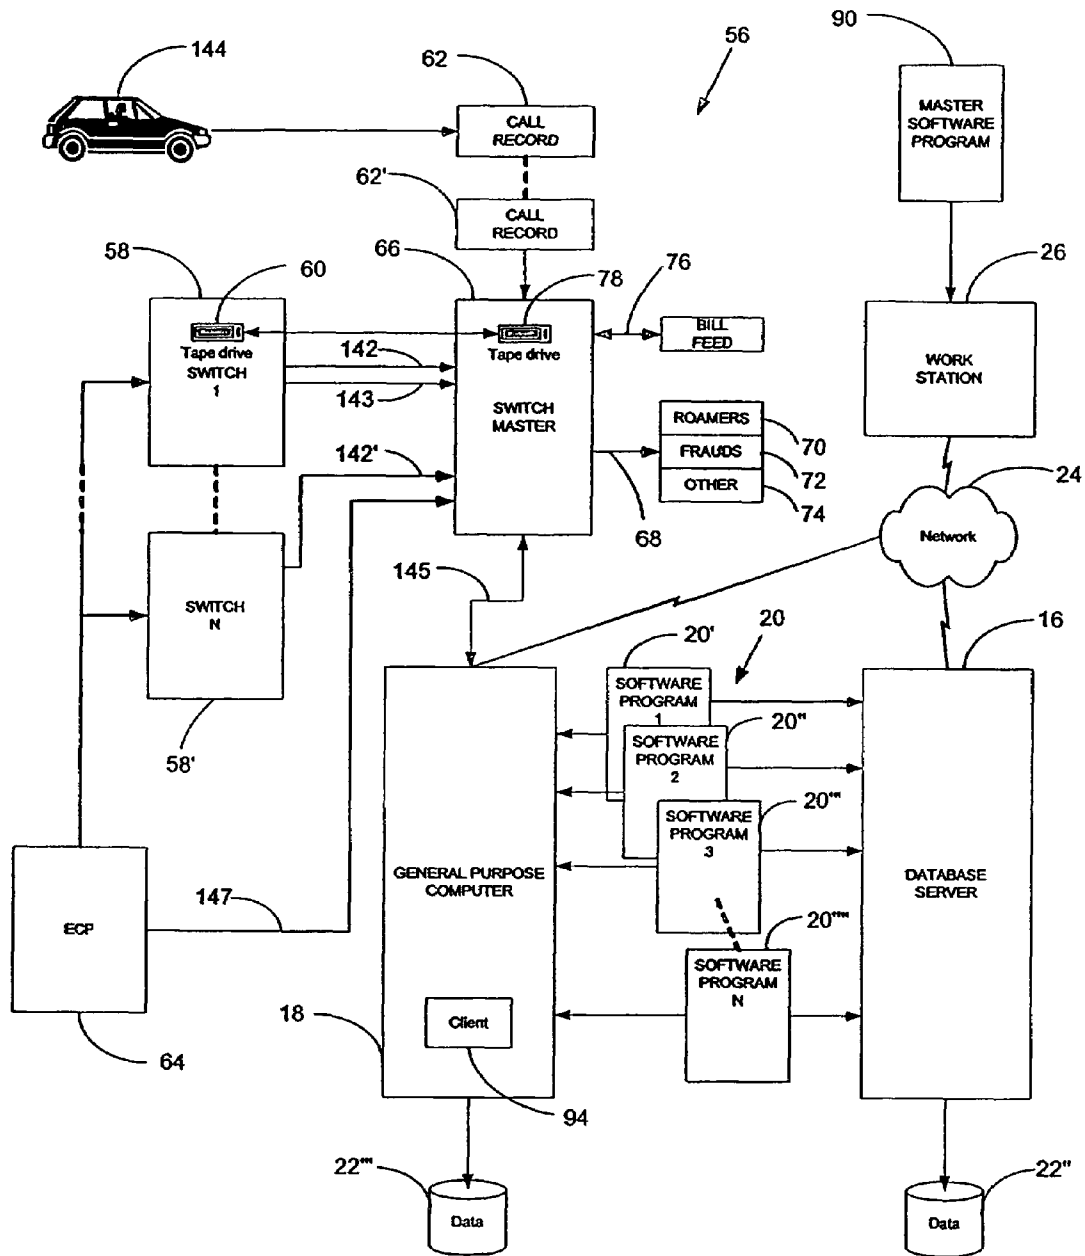 144
62
56
90
CALL
RECORD
MASTER
SOFTWARE
PROGRAM
62'
CALL
RECORD
58
60
66
78
76
26
Tape drive
SWITCH
1
142
143
Tape drive
SWITCH
MASTER
BILL
FEED
WORK
STATION
ROAMERS
70
FRAUDS
72
OTHER
74
142'
68
24
Network
SWITCH
N
58'
145
20'
20
16
SOFTWARE
PROGRAM
1
20"
SOFTWARE
PROGRAM
2
20'"
SOFTWARE
PROGRAM
3
GENERAL PURPOSE
COMPUTER
DATABASE
SERVER
147
ECP
20""
SOFTWARE
PROGRAM
N
18
Client
64
94
22""
Data
22"
Data